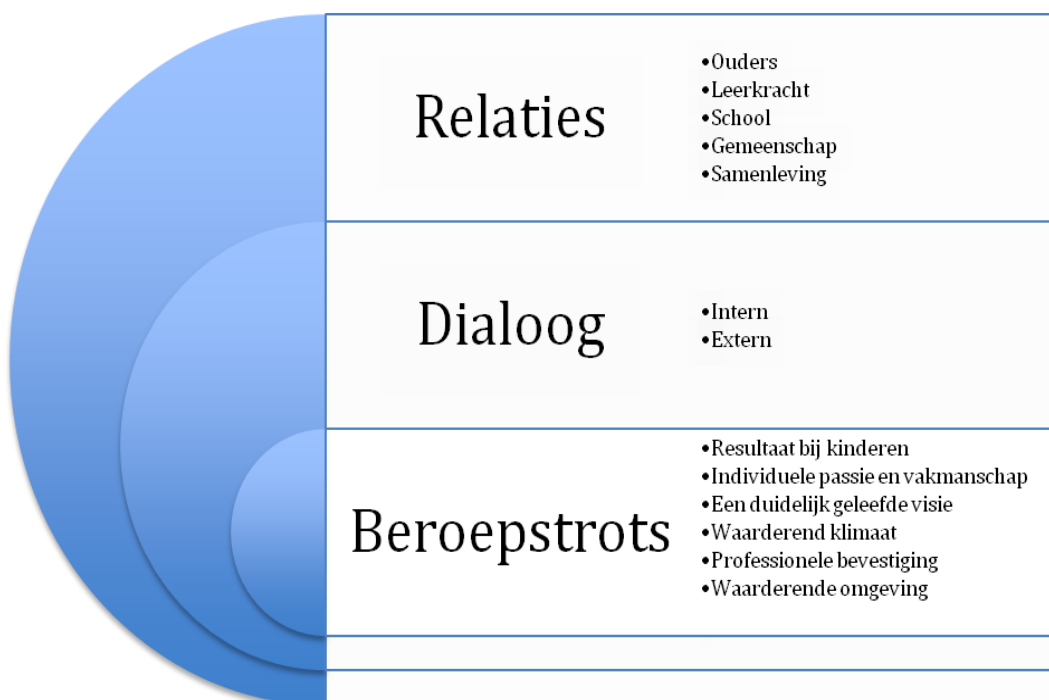 Relaties
•Ouders
•Leerkracht
•School
•Gemeenschap
•Samenleving
Dialoog
•Intern
•Extern
Beroepstrots
•Resultaat bij kinderen
•Individuele passie en vakmanschap
•Een duidelijk geleefde visie
•Waarderend klimaat
•Professionele bevestiging
•Waarderende omgeving